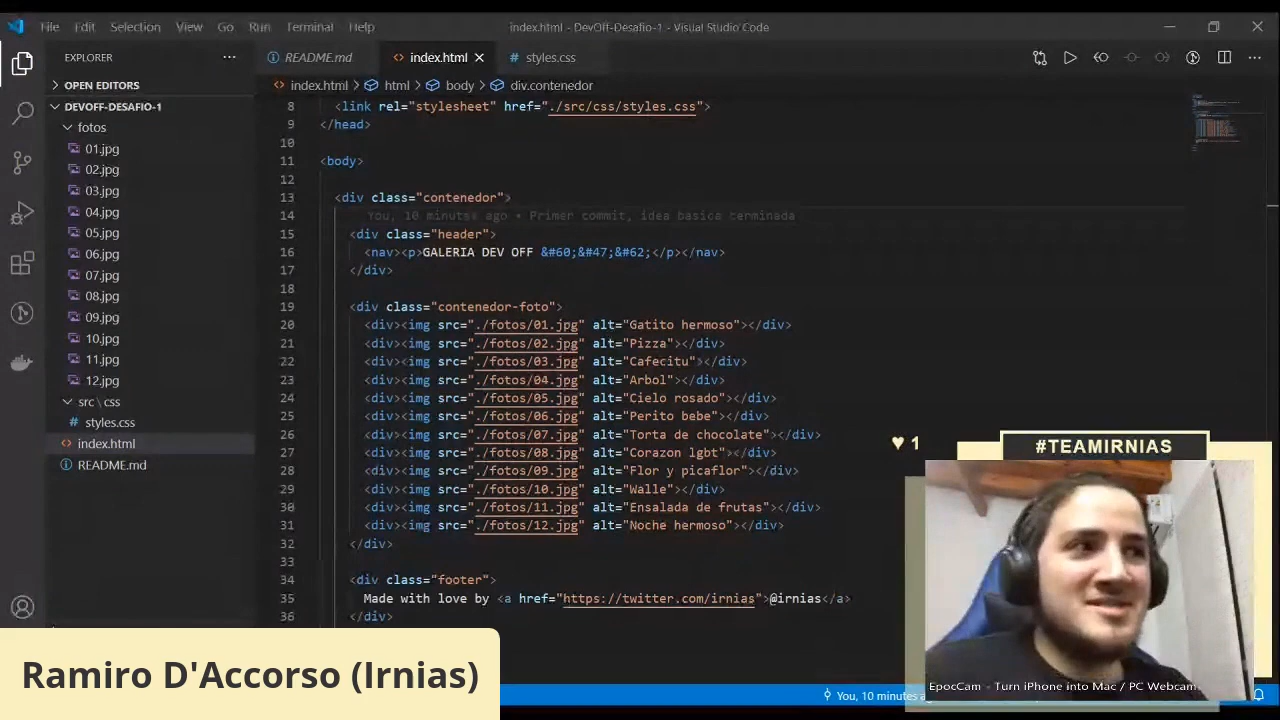 File Edit Selection View Go Run Terminal Help index.html - DevOff-Desafio-1 - Visual Studio Code
EXPLORER
OPEN EDITORS
DEVOFF-DESAFIO-1
fotos
01.jpg
02.jpg
03.jpg
04.jpg
05.jpg
06.jpg
07.jpg
08.jpg
09.jpg
10.jpg
11.jpg
12.jpg
src\css
styles.css
index.html
README.md
README.md index.html styles.css
index.html html body div.contenedor
8 <link rel="stylesheet" href="./src/css/styles.css">
9 </head>
10
11 <body>
12
13 <div class="contenedor">
14 You, 10 minutes ago • Primer commit, idea basica terminada
15 <div class="header">
16 <nav><p>GALERIA DEV OFF &#60;&#47;&#62;</p></nav>
17 </div>
18
19 <div class="contenedor-foto">
20 <div><img src="./fotos/01.jpg" alt="Gatito hermoso"></div>
21 <div><img src="./fotos/02.jpg" alt="Pizza"></div>
22 <div><img src="./fotos/03.jpg" alt="Cafecitu"></div>
23 <div><img src="./fotos/04.jpg" alt="Arbol"></div>
24 <div><img src="./fotos/05.jpg" alt="Cielo rosado"></div>
25 <div><img src="./fotos/06.jpg" alt="Perito bebe"></div>
26 <div><img src="./fotos/07.jpg" alt="Torta de chocolate"></div>
27 <div><img src="./fotos/08.jpg" alt="Corazon lgbt"></div>
28 <div><img src="./fotos/09.jpg" alt="Flor y picaflor"></div>
29 <div><img src="./fotos/10.jpg" alt="Walle"></div>
30 <div><img src="./fotos/11.jpg" alt="Ensalada de frutas"></div>
31 <div><img src="./fotos/12.jpg" alt="Noche hermoso"></div>
32 </div>
33
34 <div class="footer">
35 Made with love by <a href="https://twitter.com/irnias">@irnias</a>
36 </div>
♥ 1
#TEAMIRNIAS
EpocCam - Turn iPhone into Mac / PC Webcam
Ramiro D'Accorso (Irnias)
You, 10 minutes